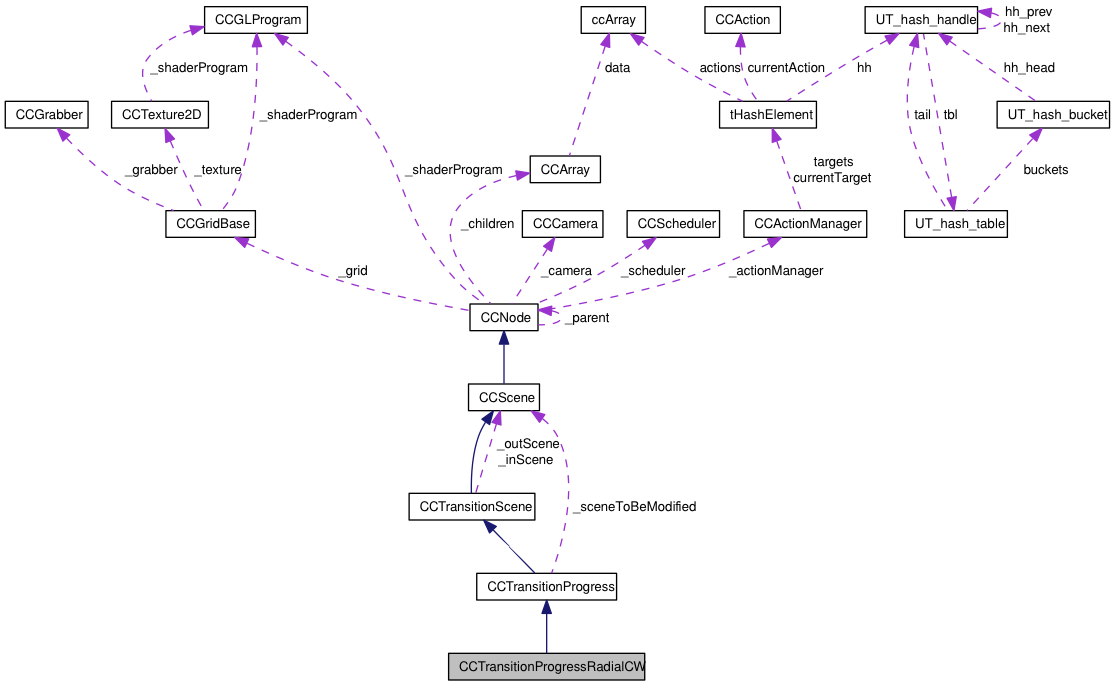 CCGLProgram
ccArray
CCAction
UT_hash_handle
hh_prev
hh_next
_shaderProgram
data
actions
currentAction
hh
hh_head
CCGrabber
CCTexture2D
_shaderProgram
tHashElement
tail
tbl
UT_hash_bucket
_grabber
_texture
_shaderProgram
CCArray
targets
currentTarget
buckets
CCGridBase
_children
CCCamera
CCScheduler
CCActionManager
UT_hash_table
_grid
_camera
_scheduler
_actionManager
CCNode
_parent
CCScene
_outScene
_inScene
CCTransitionScene
_sceneToBeModified
CCTransitionProgress
CCTransitionProgressRadialCW